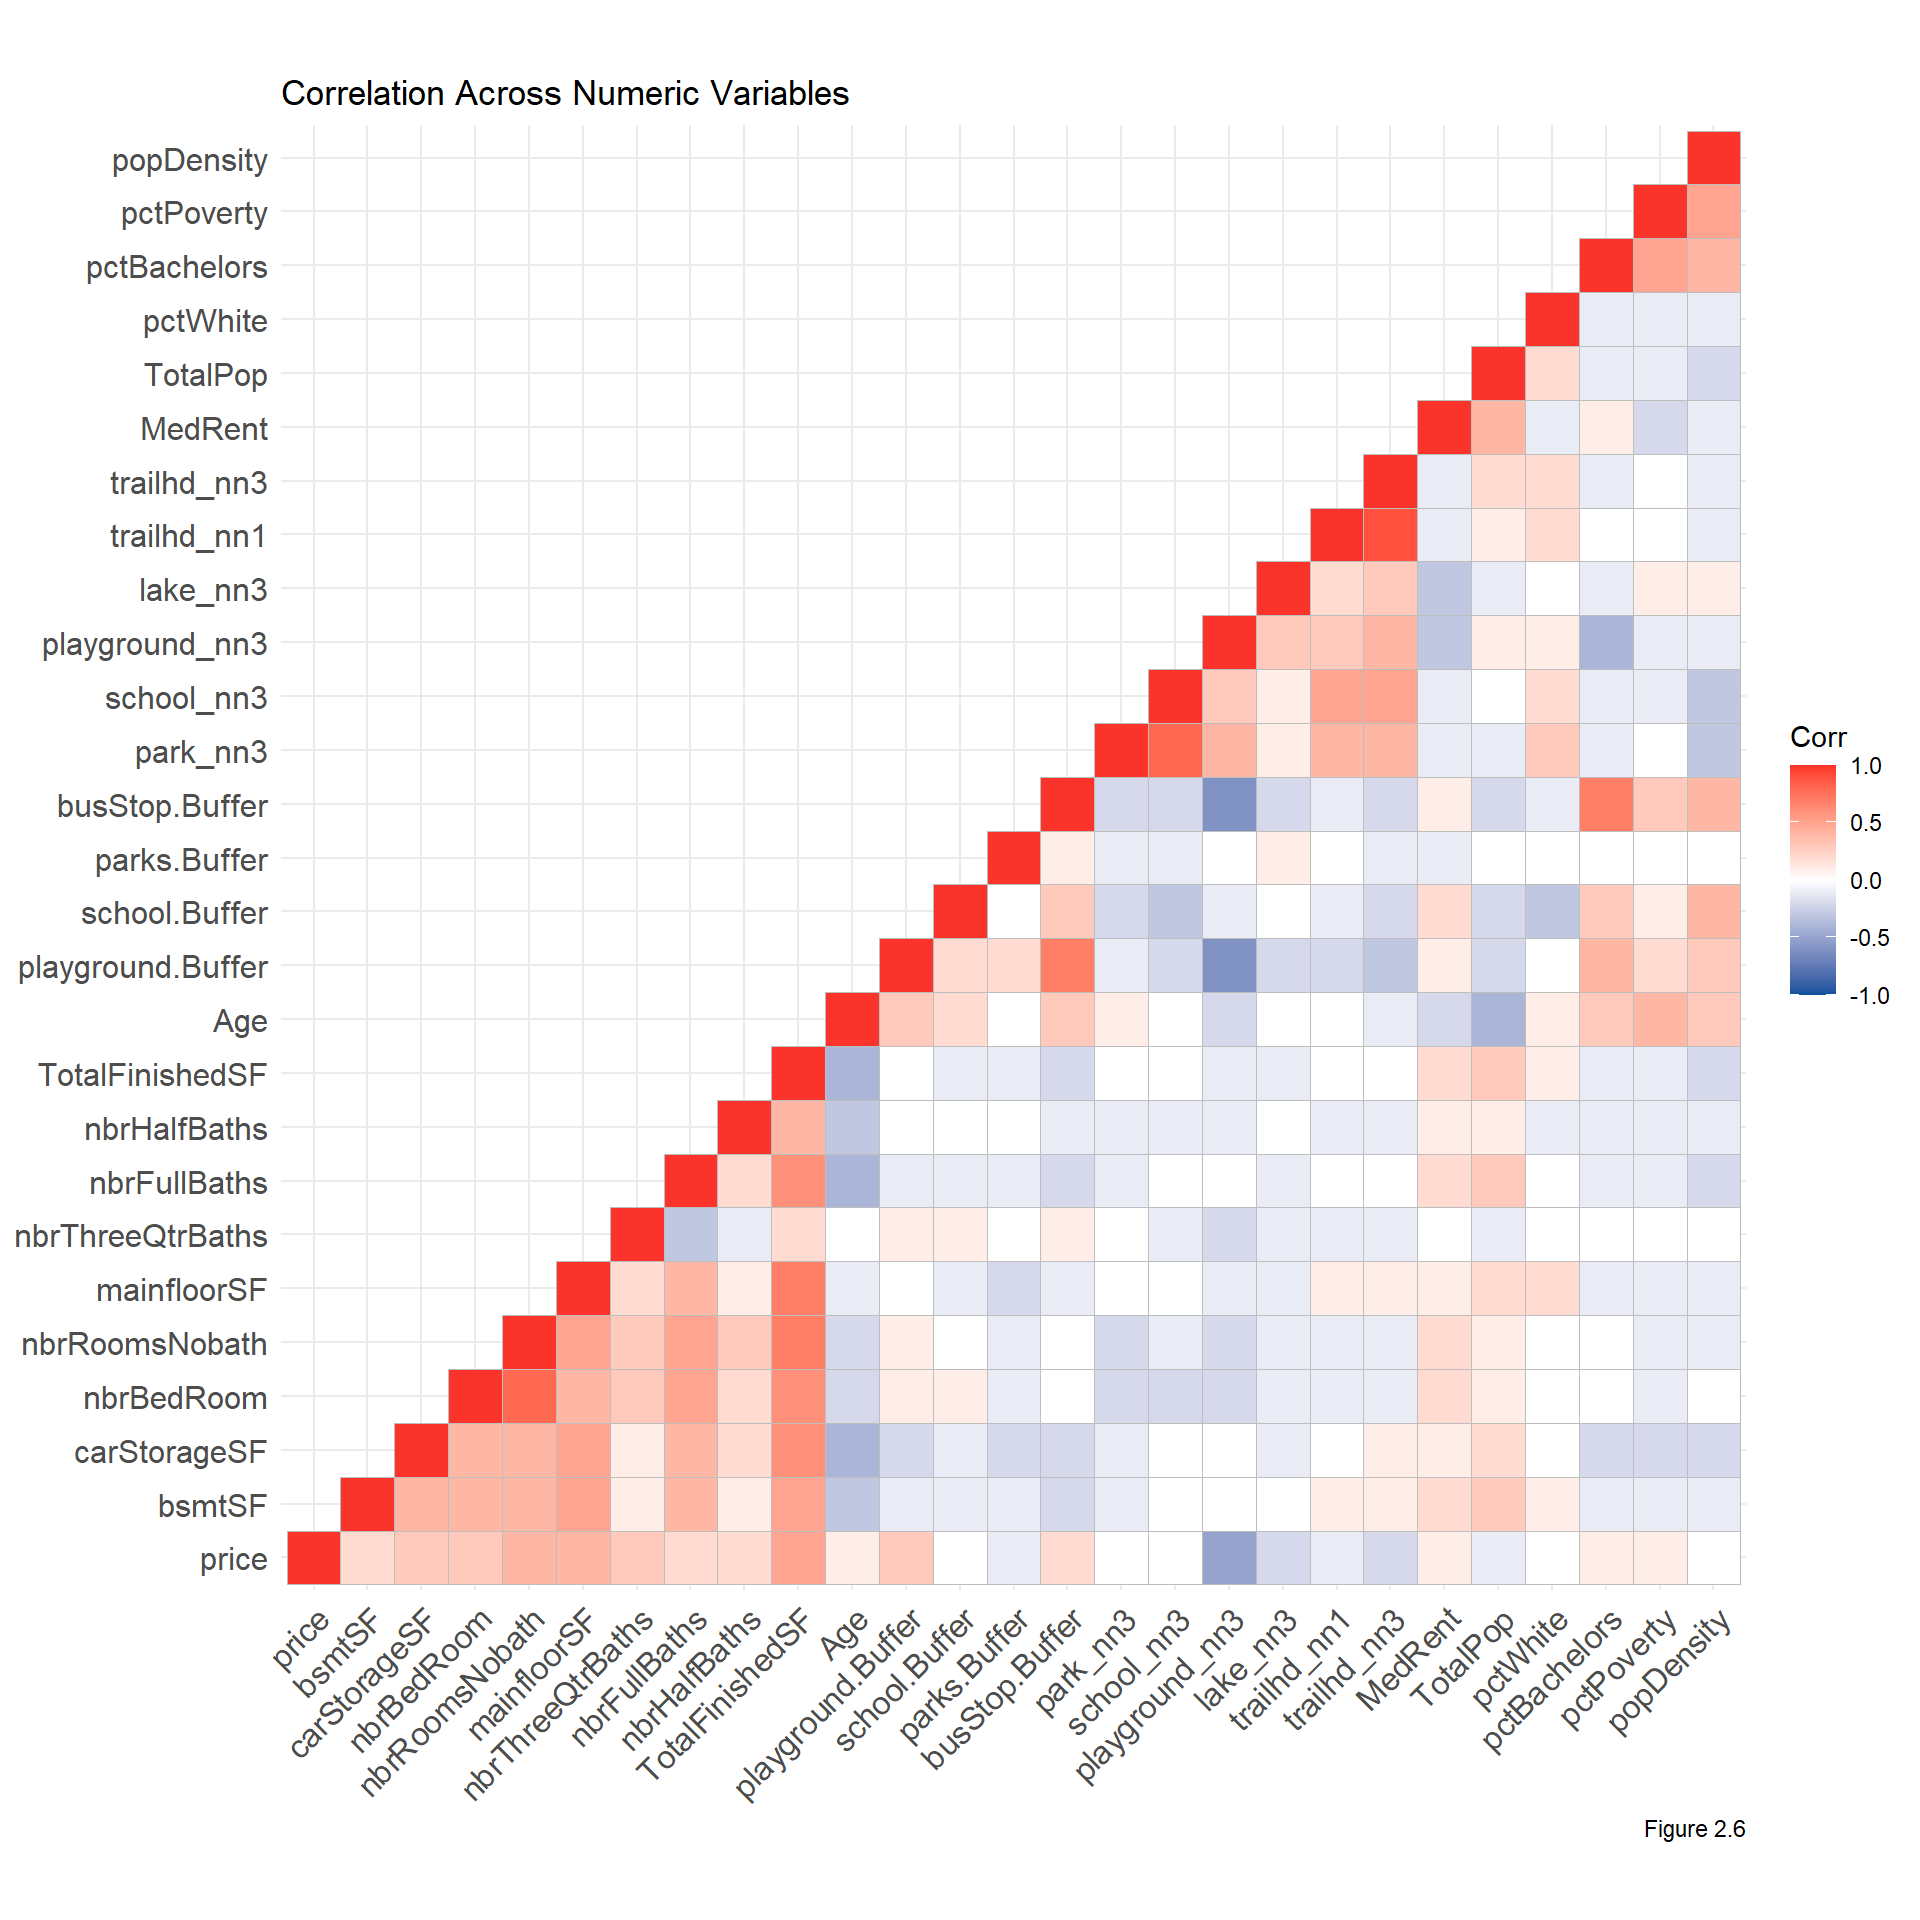 Correlation Across Numeric Variables
popDensity
pctPoverty
pctBachelors
pctWhite
TotalPop
MedRent
trailhd_nn3
trailhd_nn1
lake_nn3
playground_nn3
school_nn3
park_nn3
busStop.Buffer
parks.Buffer
school.Buffer
playground.Buffer
Age
TotalFinishedSF
nbrHalfBaths
nbrFullBaths
nbrThreeQtrBaths
mainfloorSF
nbrRoomsNobath
nbrBedRoom
carStorageSF
bsmtSF
price
Corr
1.0
0.5
0.0
-0.5
-1.0
price
bsmtSF
carStorageSF
nbrBedRoom
nbrRoomsNobath
mainfloorSF
nbrThreeQtrBaths
nbrFullBaths
nbrHalfBaths
TotalFinishedSF
Age
playground.Buffer
school.Buffer
parks.Buffer
busStop.Buffer
park_nn3
school_nn3
playground_nn3
lake_nn3
trailhd_nn1
trailhd_nn3
MedRent
TotalPop
pctWhite
pctBachelors
pctPoverty
popDensity
Figure 2.6